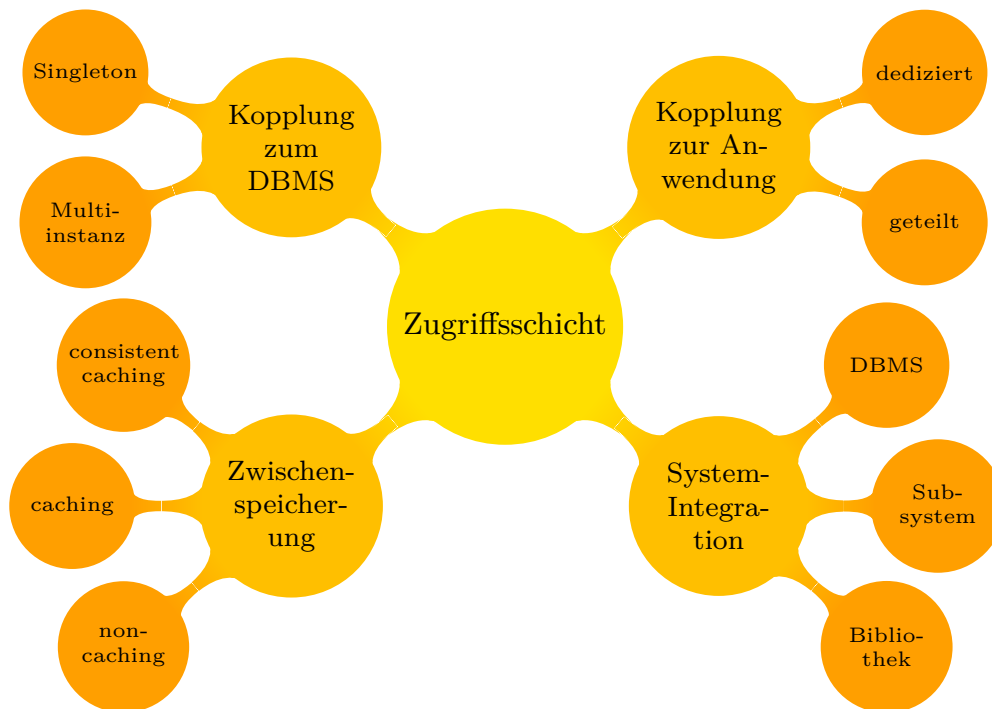 Singleton
Kopplung
zum
DBMS
Multi-
instanz
Kopplung
zur An-
wendung
dediziert
geteilt
Zugriffsschicht
consistent
caching
Zwischen-
speicher-
ung
caching
non-
caching
System-
Integra-
tion
DBMS
Sub-
system
Biblio-
thek